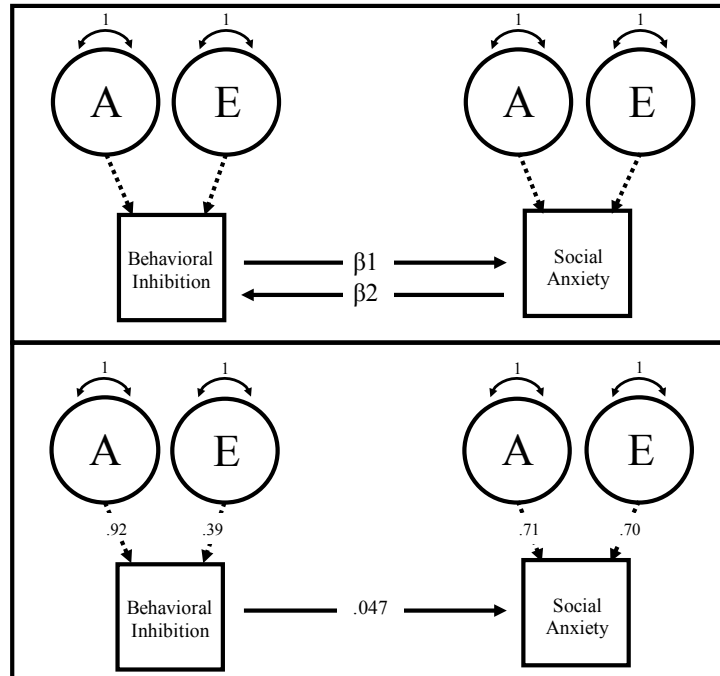 1 1 1 1
A E A E
Behavioral Inhibition
β1
β2
Social Anxiety
1 1 1 1
A E A E
.92 .39 .71 .70
Behavioral Inhibition
.047
Social Anxiety